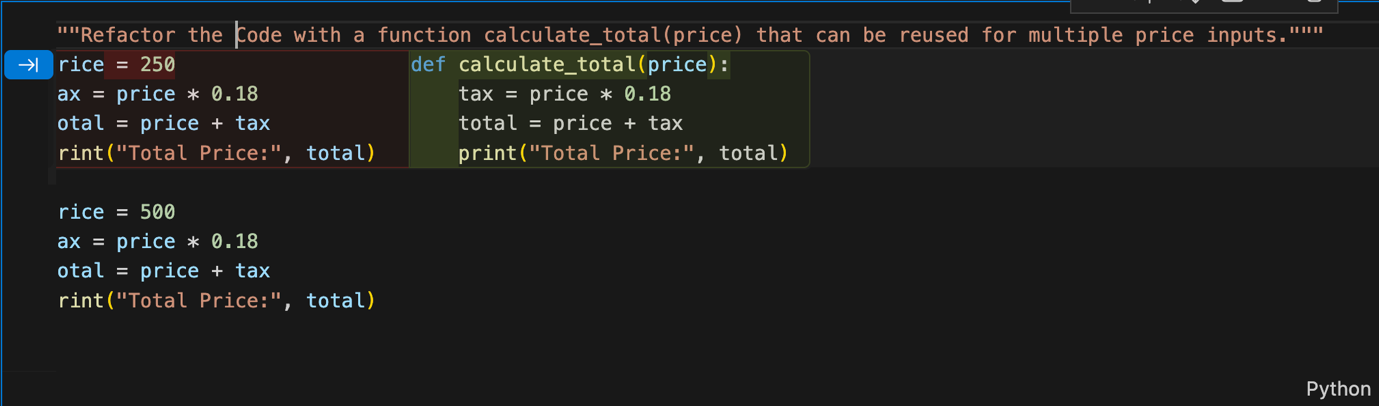 ""Refactor the Code with a function calculate_total(price) that can be reused for multiple price inputs."""
rice = 250
ax = price * 0.18
otal = price + tax
rint("Total Price:", total)
def calculate_total(price):
tax = price * 0.18
total = price + tax
print("Total Price:", total)
rice = 500
ax = price * 0.18
otal = price + tax
rint("Total Price:", total)
Python